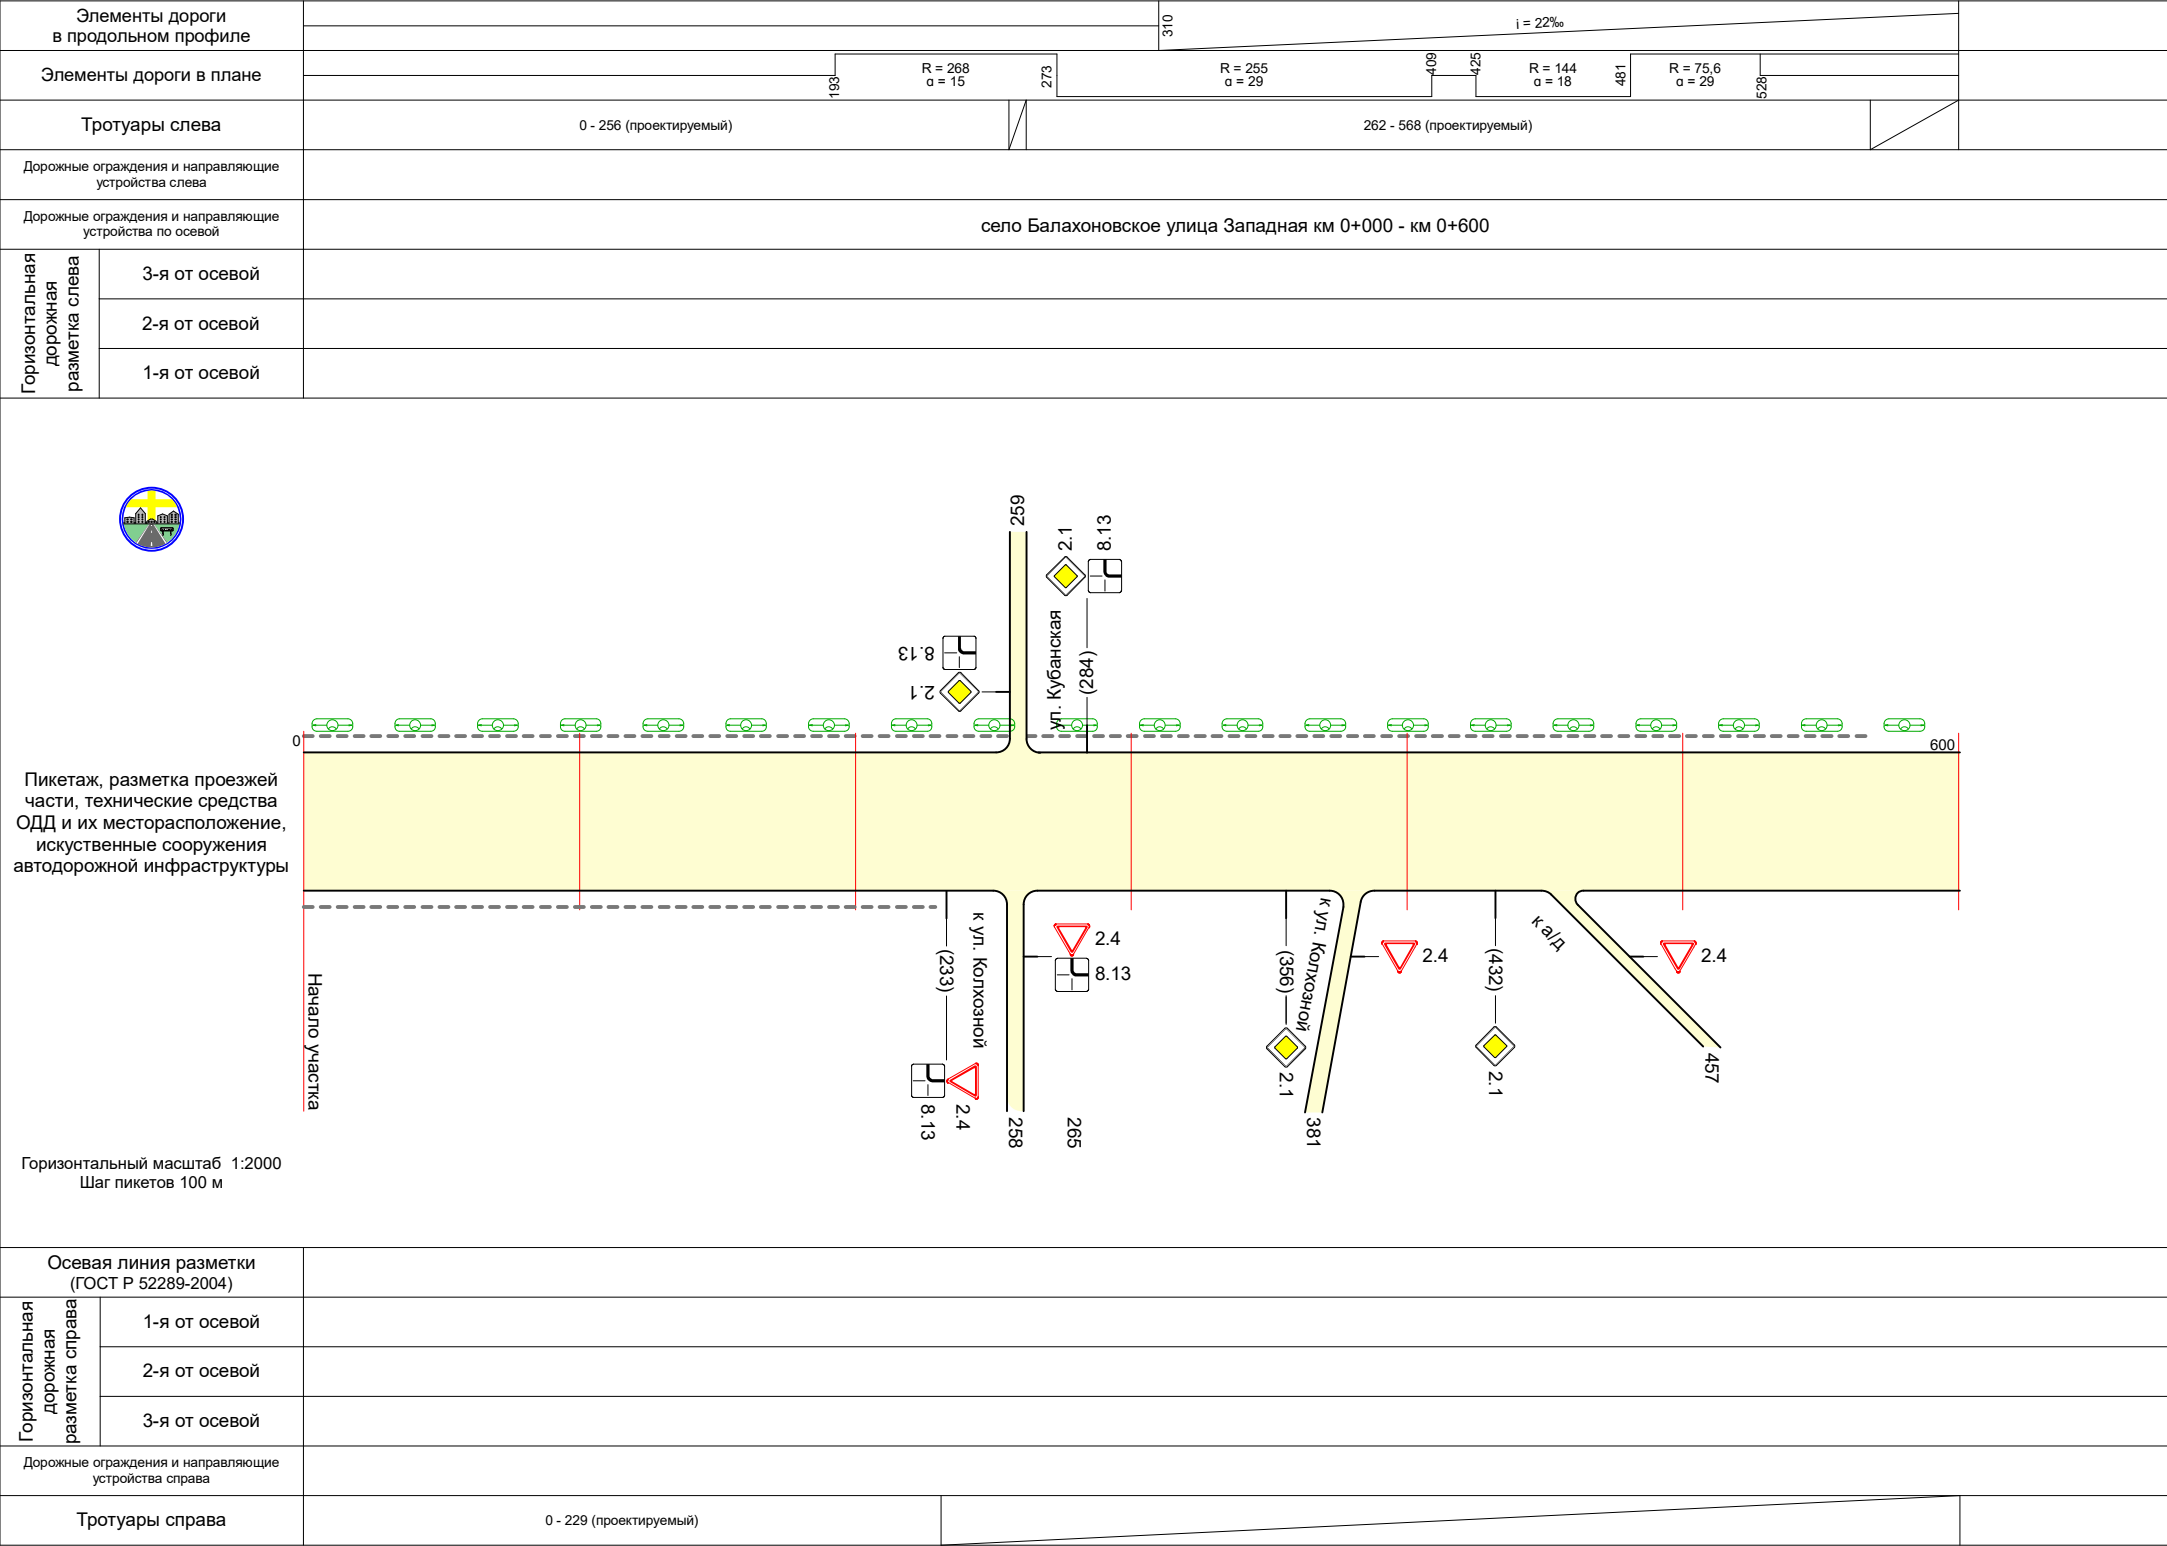 Элементы дороги
в продольном профиле
310
i = 22‰
Элементы дороги в плане
193
R = 268
α = 15
273
R = 255
α = 29
409
425
R = 144
α = 18
481
R = 75,6
α = 29
528
Тротуары слева
0 - 256 (проектируемый)
262 - 568 (проектируемый)
Дорожные ограждения и направляющие
устройства слева
Дорожные ограждения и направляющие
устройства по осевой
село Балахоновское улица Западная км 0+000 - км 0+600
Горизонтальная
дорожная
разметка слева
3-я от осевой
2-я от осевой
1-я от осевой
259
2.1
8.13
ул. Кубанская
(284)
8.13
2.1
0
600
Пикетаж, разметка проезжей
части, технические средства
ОДД и их месторасположение,
искуственные сооружения
автодорожной инфраструктуры
Начало участка
(233)
8.13
2.4
к ул. Колхозной
258
2.4
8.13
265
(356)
2.1
к ул. Колхозной
381
2.4
(432)
2.1
к а/д
2.4
457
Горизонтальный масштаб 1:2000
Шаг пикетов 100 м
Осевая линия разметки
(ГОСТ Р 52289-2004)
Горизонтальная
дорожная
разметка справа
1-я от осевой
2-я от осевой
3-я от осевой
Дорожные ограждения и направляющие
устройства справа
Тротуары справа
0 - 229 (проектируемый)